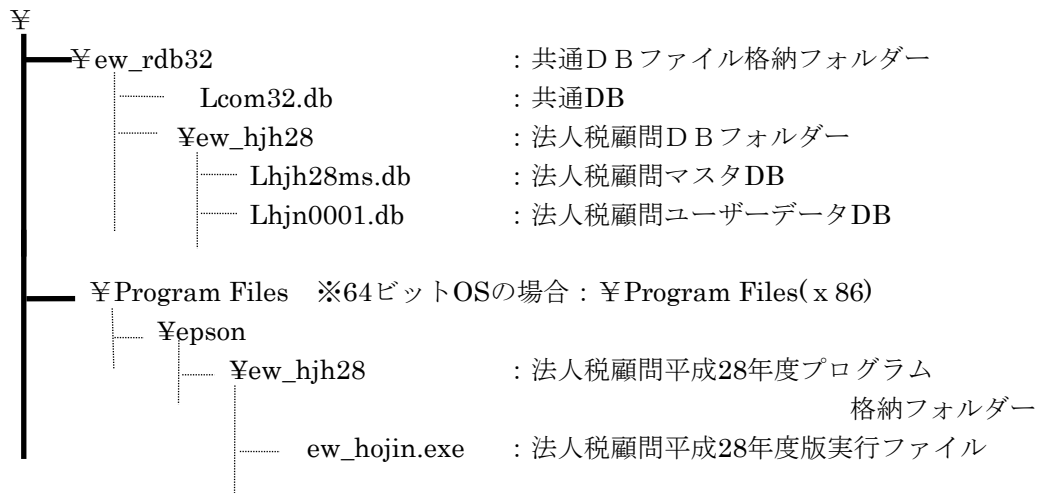 ¥
¥ew_rdb32 : 共通DBファイル格納フォルダー
Lcom32.db : 共通DB
¥ew_hjh28 : 法人税顧問DBフォルダー
Lhjh28ms.db : 法人税顧問マスタDB
Lhjn0001.db : 法人税顧問ユーザーデータDB
¥Program Files ※64ビットOSの場合：¥Program Files(x 86)
¥epson
¥ew_hjh28 : 法人税顧問平成28年度プログラム
格納フォルダー
ew_hojin.exe : 法人税顧問平成28年度版実行ファイル